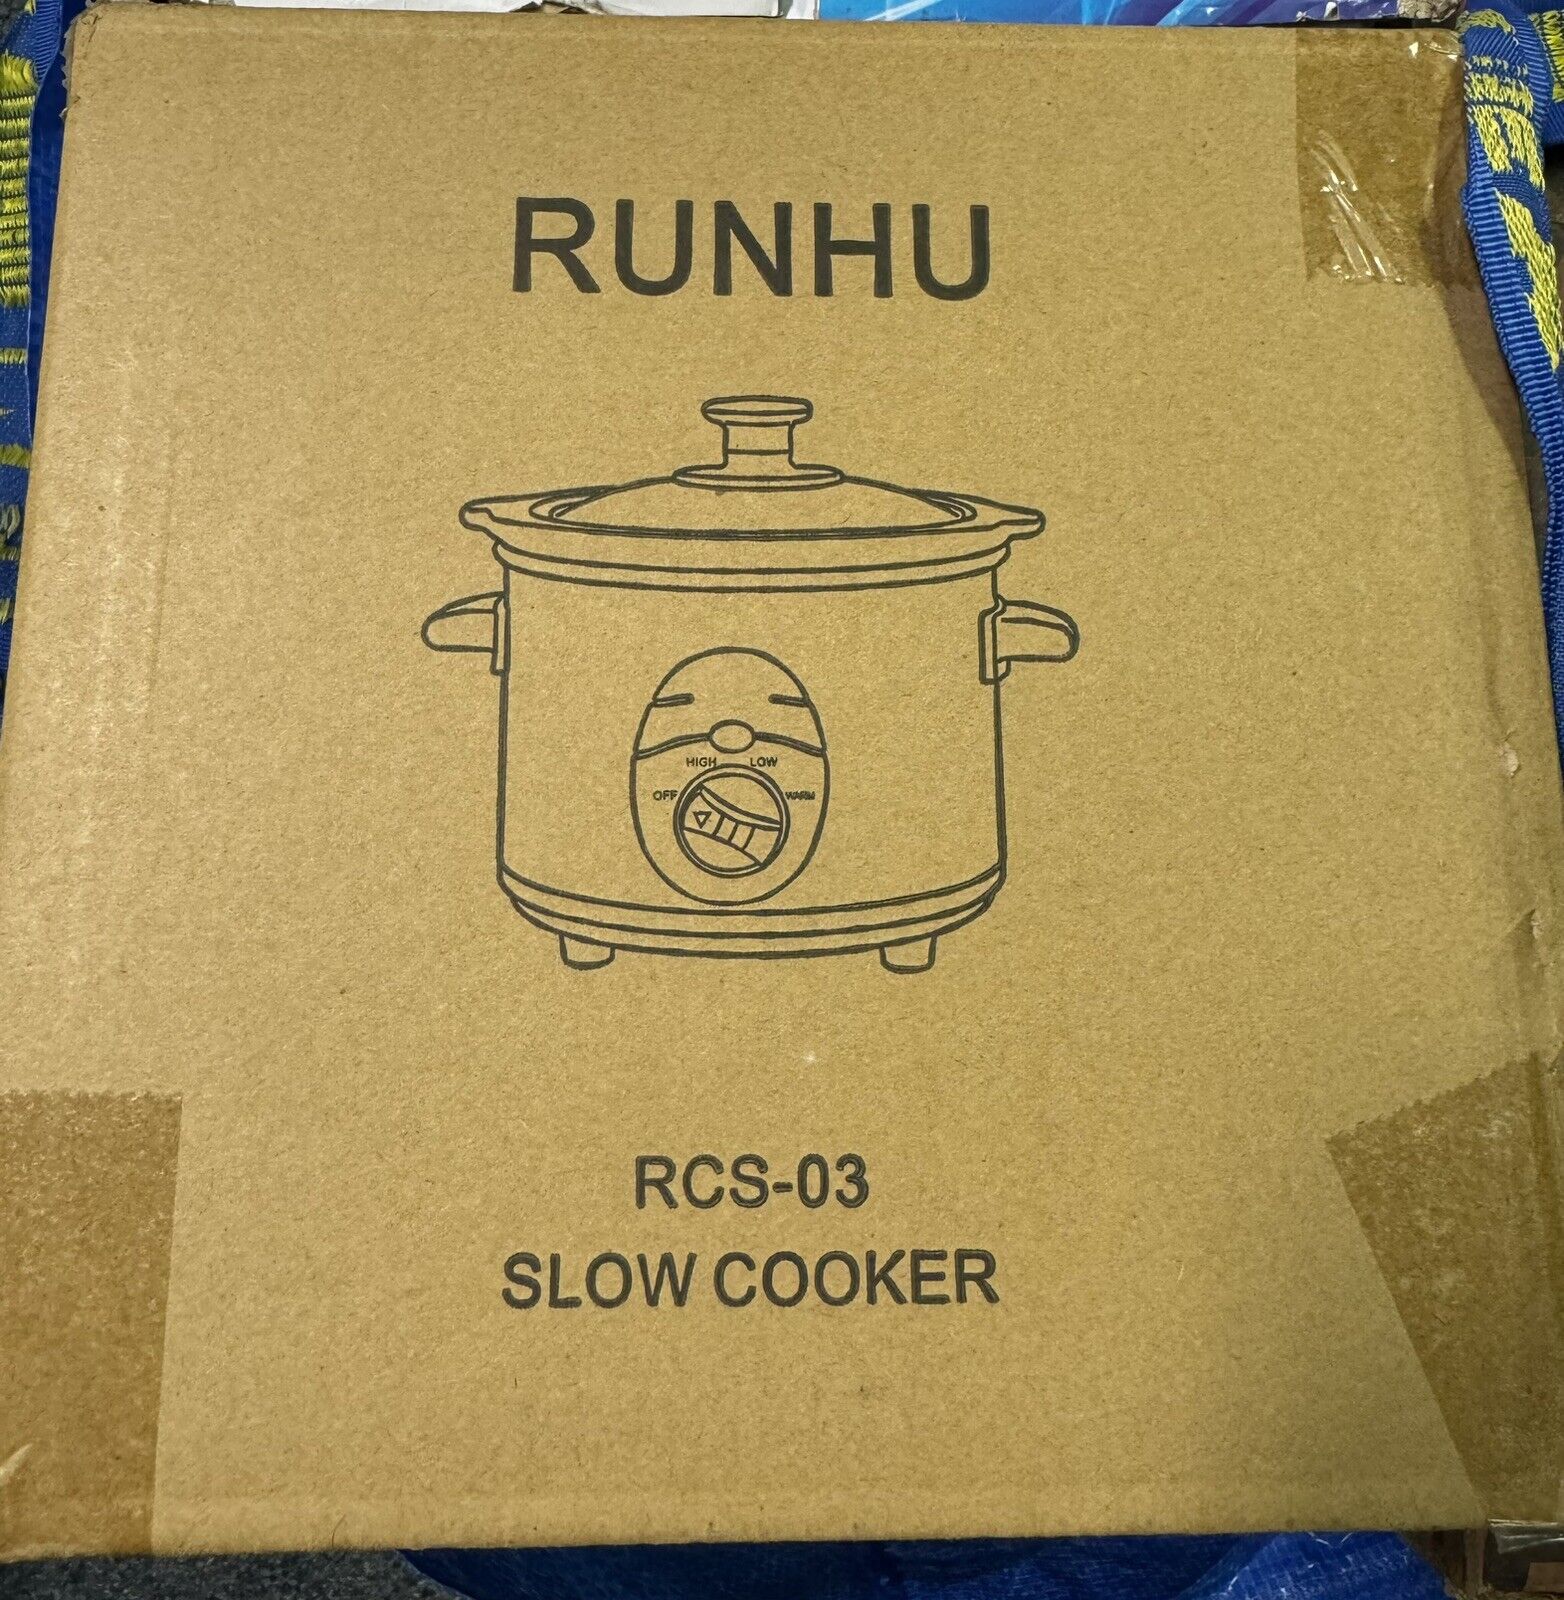 RUNHU
HIGH LOW
OFF WARM
RCS-03
SLOW COOKER